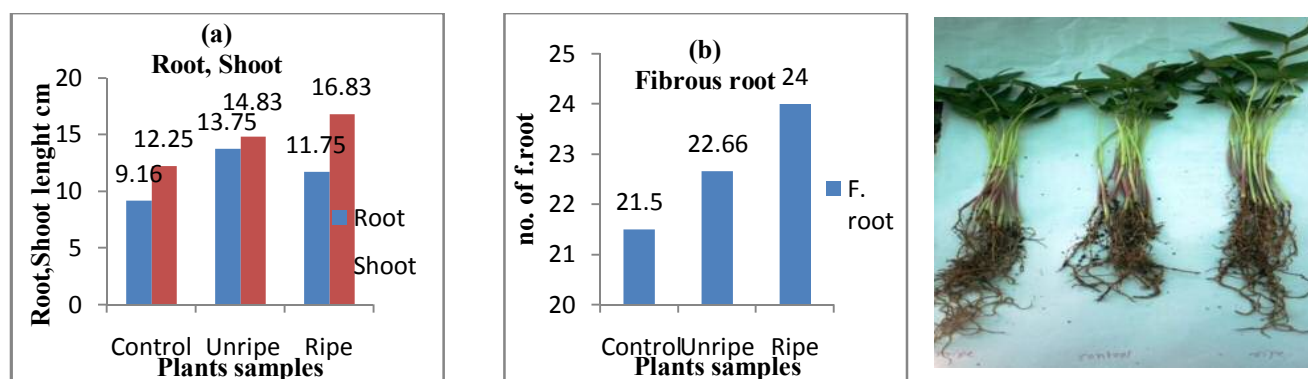 (a)
Root, Shoot
Root,Shoot lenght cm
20
15
10
5
0
9.16
12.25
13.75
14.83
11.75
16.83
Root
Shoot
Control Unripe Ripe
Plants samples
(b)
Fibrous root
no. of f.root
25
24
23
22
21
20
21.5
22.66
24
F.
root
Control Unripe Ripe
Plants samples
control
ripe